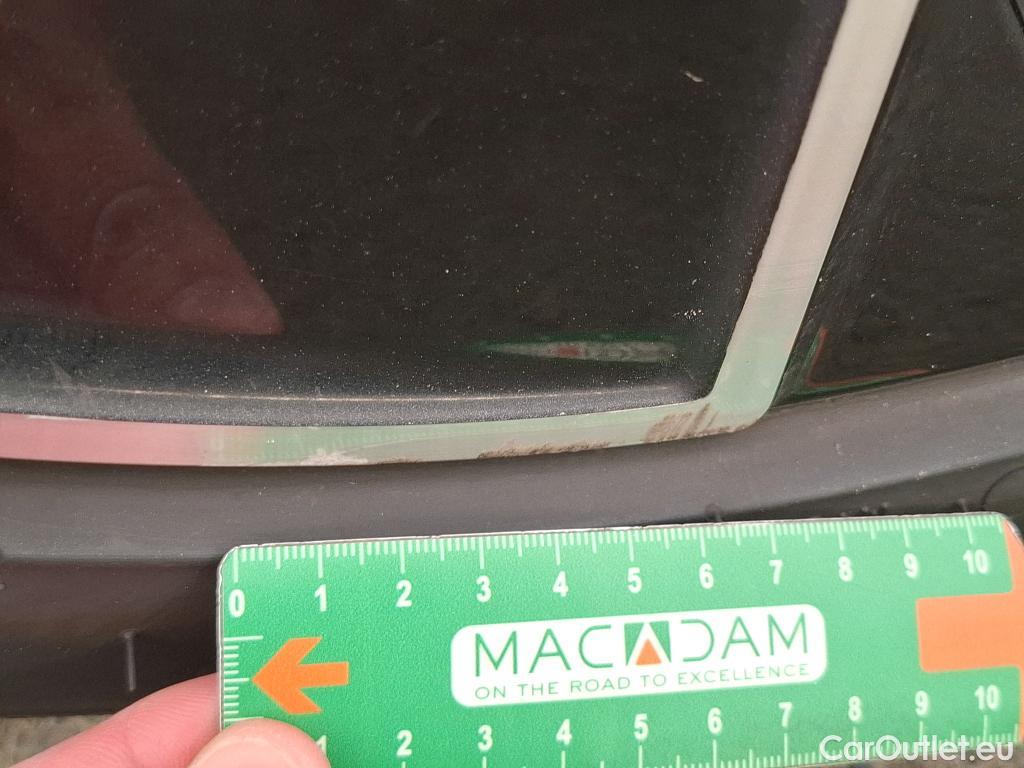 0 1 2 3 4 5 6 7 8 9 10
MACADAM
ON THE ROAD TO EXCELLENCE
1 2 3 4 5 6 7 8 9 10
CarOutlet.eu